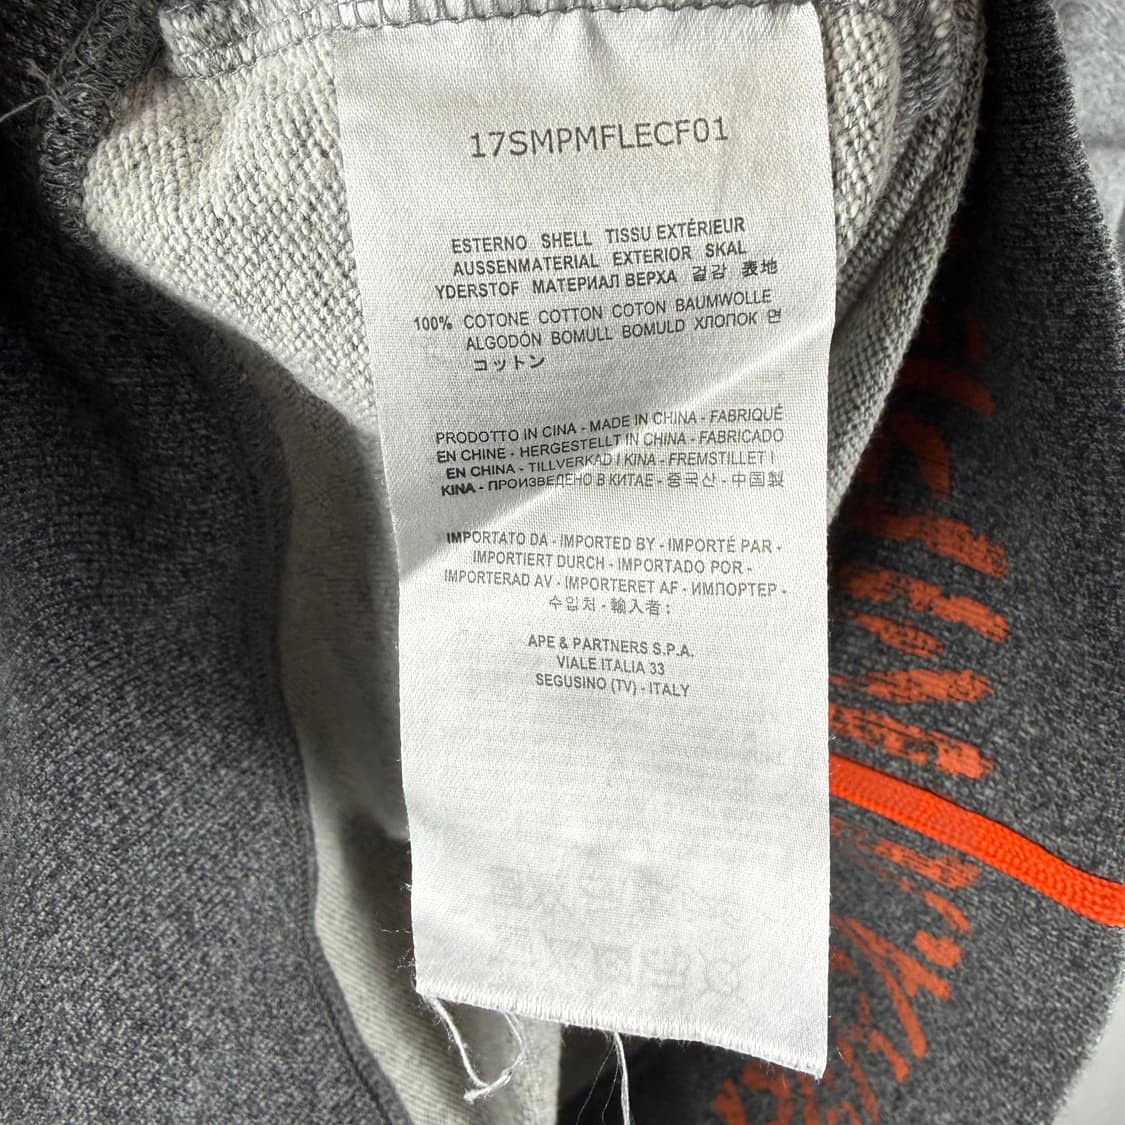 17SMPMFLECF01
ESTERNO SHELL TISSU EXTÉRIEUR
AUSSENMATERIAL EXTERIOR SKAL
YDERSTOF МАТЕРИАЛ ВЕРХА 겉감 表地
100% COTONE COTTON COTON BAUMWOLLE
ALGODÓN BOMULL BOMULD ХЛОПОК 면
コットン
PRODOTTO IN CINA - MADE IN CHINA - FABRIQUÉ
EN CHINE - HERGESTELLT IN CHINA - FABRICADO
EN CHINA - TILLVERKAD I KINA - FREMSTILLET I
KINA - ПРОИЗВЕДЕНО В КИТАЕ - 중국산 - 中国製
IMPORTATO DA - IMPORTED BY - IMPORTÉ PAR -
IMPORTIERT DURCH - IMPORTADO POR -
IMPORTERAD AV - IMPORTERET AF - ИМПОРТЕР -
수입처 - 輸入者 :
APE & PARTNERS S.P.A.
VIALE ITALIA 33
SEGUSINO (TV) - ITALY